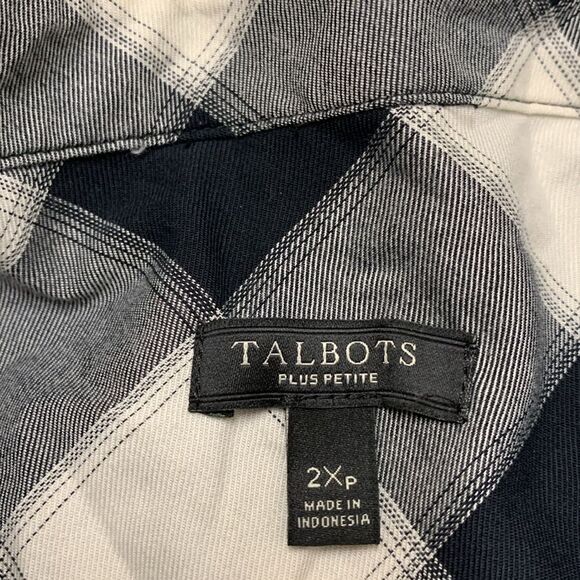 TALBOTS
PLUS PETITE
2XP
MADE IN
INDONESIA